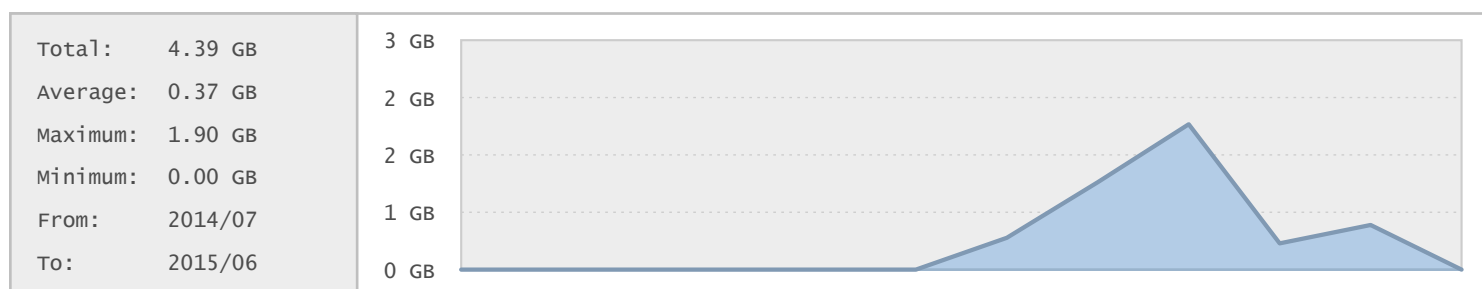 Total: 4.39 GB
Average: 0.37 GB
Maximum: 1.90 GB
Minimum: 0.00 GB
From: 2014/07
To: 2015/06
3 GB
2 GB
2 GB
1 GB
0 GB